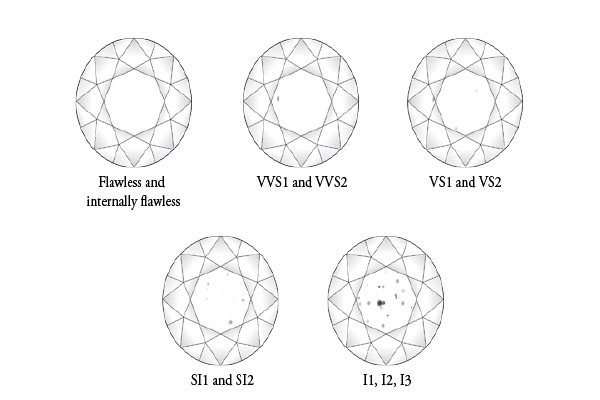 Flawless and
internally flawless
VVS1 and VVS2
VS1 and VS2
SI1 and SI2
I1, I2, I3